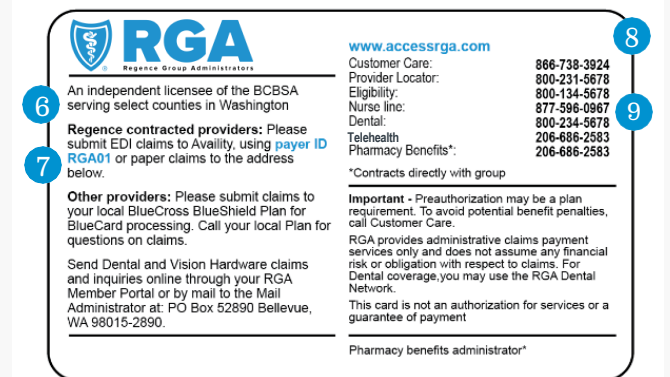 RGA
Regence Group Administrators
6
An independent licensee of the BCBSA
serving select counties in Washington
Regence contracted providers: Please
submit EDI claims to Availity, using payer ID
7
RGA01 or paper claims to the address
below.
Other providers: Please submit claims to
your local BlueCross BlueShield Plan for
BlueCard processing. Call your local Plan for
questions on claims.
Send Dental and Vision Hardware claims
and inquiries online through your RGA
Member Portal or by mail to the Mail
Administrator at: PO Box 52890 Bellevue,
WA 98015-2890.
8
www.accessrga.com
Customer Care: 866-738-3924
Provider Locator: 800-231-5678
Eligibility: 800-134-5678
Nurse line: 877-596-0967
9
Dental: 800-234-5678
Telehealth 206-686-2583
Pharmacy Benefits*: 206-686-2583
*Contracts directly with group
Important - Preauthorization may be a plan
requirement. To avoid potential benefit penalties,
call Customer Care.
RGA provides administrative claims payment
services only and does not assume any financial
risk or obligation with respect to claims. For
Dental coverage,you may use the RGA Dental
Network.
This card is not an authorization for services or a
guarantee of payment
Pharmacy benefits administrator*